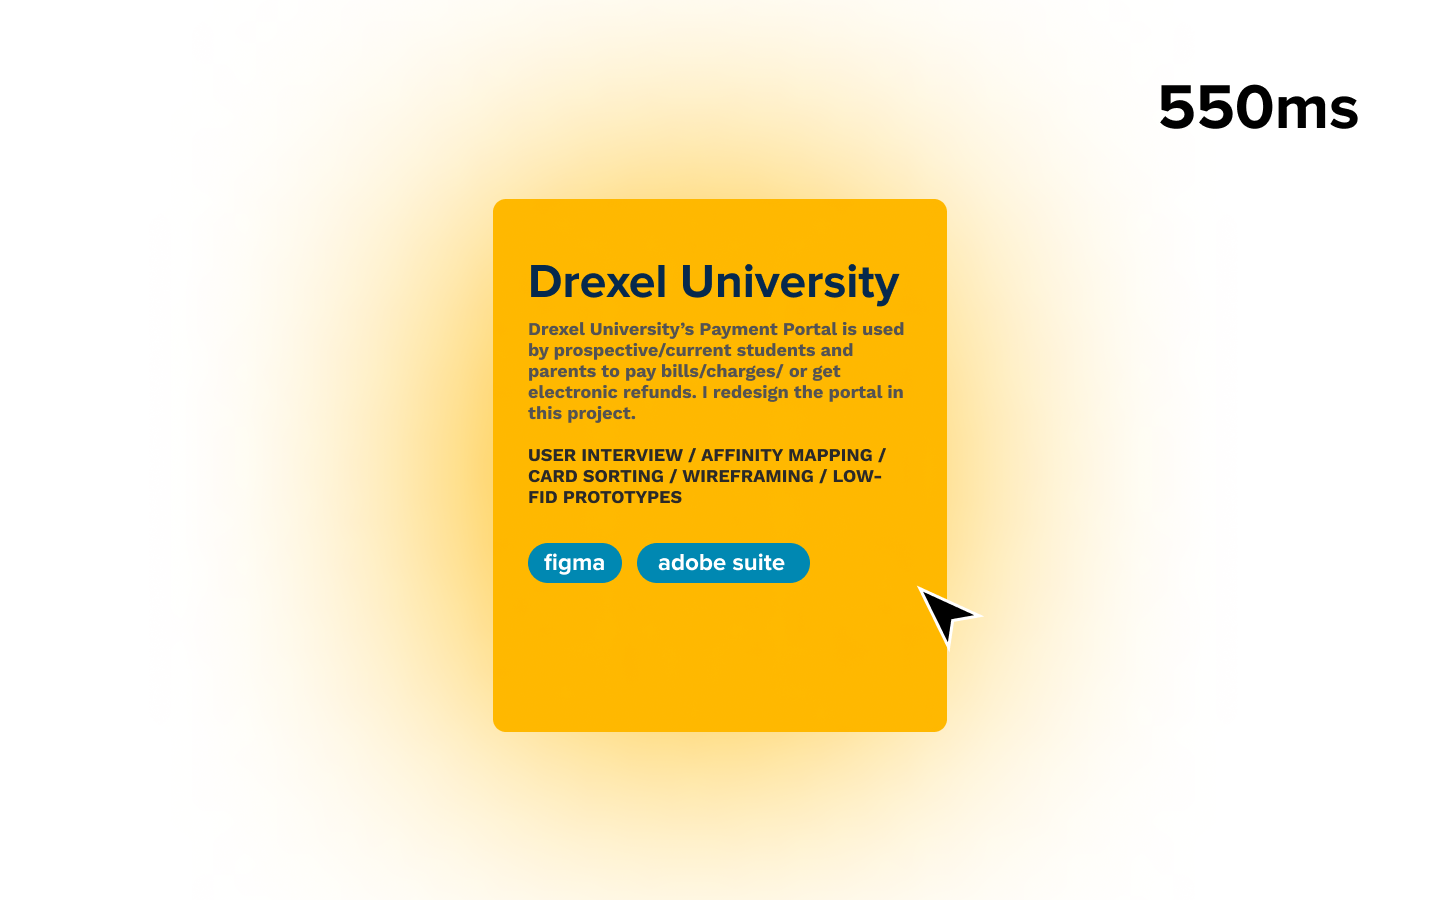 550ms
Drexel University
Drexel University’s Payment Portal is used
by prospective/current students and
parents to pay bills/charges/ or get
electronic refunds. I redesign the portal in
this project.
USER INTERVIEW / AFFINITY MAPPING /
CARD SORTING / WIREFRAMING / LOW-
FID PROTOTYPES
figma
adobe suite